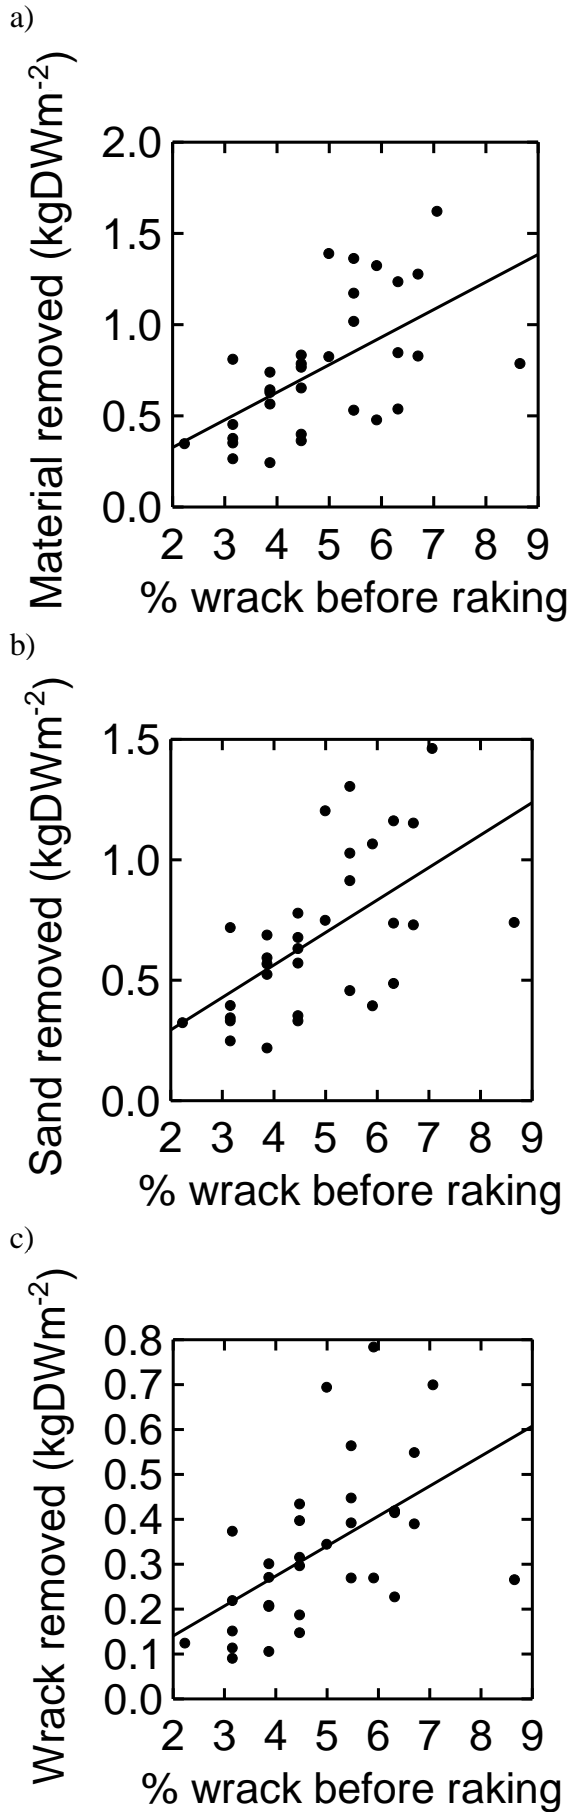 a)
Material removed (kgDWm-2)
2.0
1.5
1.0
0.5
0.0
2 3 4 5 6 7 8 9
% wrack before raking
b)
Sand removed (kgDWm-2)
1.5
1.0
0.5
0.0
2 3 4 5 6 7 8 9
% wrack before raking
c)
Wrack removed (kgDWm-2)
0.8
0.7
0.6
0.5
0.4
0.3
0.2
0.1
0.0
2 3 4 5 6 7 8 9
% wrack before raking